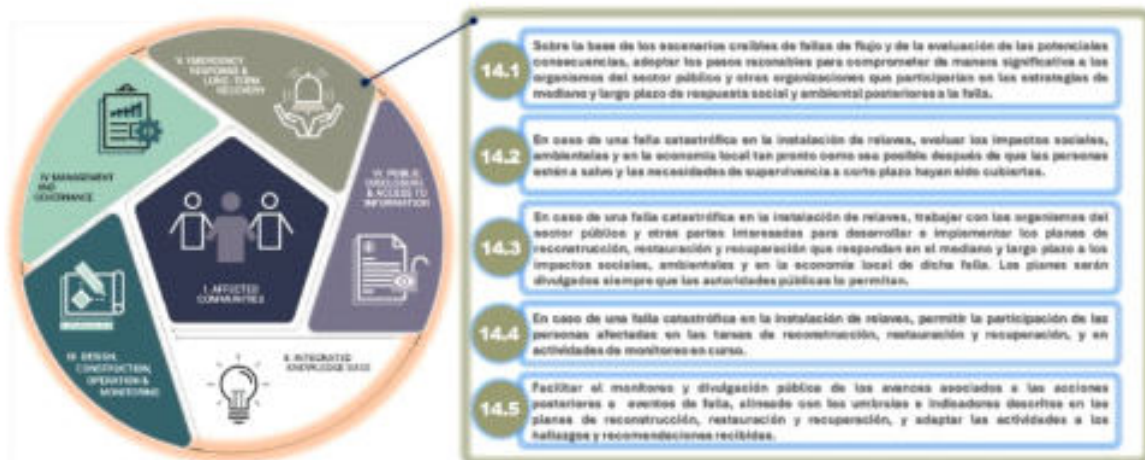 V. EMERGENCY
RESPONSE &
LONG-TERM
RECOVERY
IV. MANAGEMENT
AND
GOVERNANCE
VI. PUBLIC
DISCLOSURE
& ACCESS TO
INFORMATION
I. AFFECTED
COMMUNITIES
III. DESIGN,
CONSTRUCTION,
OPERATION &
MONITORING
II. INTEGRATED
KNOWLEDGE BASE
14.1
Sobre la base de los escenarios creíbles de fallas de flujo y de la evaluación de las potenciales
consecuencias, adoptar los pasos razonables para comprometer de manera significativa a los
organismos del sector público y otras organizaciones que participarían en las estrategias de
mediano y largo plazo de respuesta social y ambiental posteriores a la falla.
14.2
En caso de una falla catastrófica en la instalación de relaves, evaluar los impactos sociales,
ambientales y en la economía local tan pronto como sea posible después de que las personas
estén a salvo y las necesidades de supervivencia a corto plazo hayan sido cubiertas.
14.3
En caso de una falla catastrófica en la instalación de relaves, trabajar con los organismos del
sector público y otras partes interesadas para desarrollar e implementar los planes de
reconstrucción, restauración y recuperación que respondan en el mediano y largo plazo a los
impactos sociales, ambientales y en la economía local de dicha falla. Los planes serán
divulgados siempre que las autoridades públicas lo permitan.
14.4
En caso de una falla catastrófica en la instalación de relaves, permitir la participación de las
personas afectadas en las tareas de reconstrucción, restauración y recuperación, y en
actividades de monitoreo en curso.
14.5
Facilitar el monitoreo y divulgación pública de los avances asociados a las acciones
posteriores a eventos de falla, alineado con los umbrales e indicadores descritos en los
planes de reconstrucción, restauración y recuperación, y adaptar las actividades a los
hallazgos y recomendaciones recibidas.